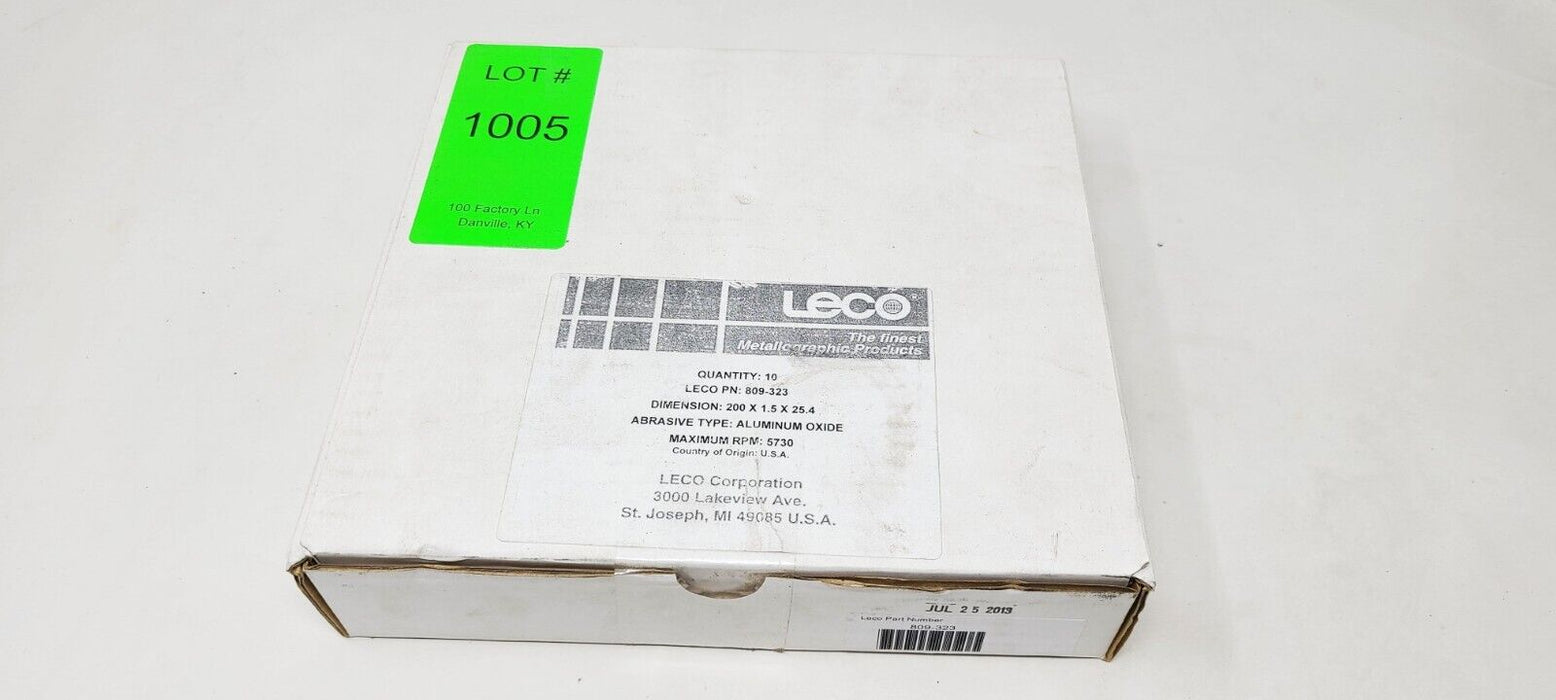 LOT #
1005
100 Factory Ln
Danville, KY
LECO®
The finest
Metallographic Products
QUANTITY: 10
LECO PN: 809-323
DIMENSION: 200 X 1.5 X 25.4
ABRASIVE TYPE: ALUMINUM OXIDE
MAXIMUM RPM: 5730
Country of Origin: U.S.A.
LECO Corporation
3000 Lakeview Ave.
St. Joseph, MI 49085 U.S.A.
JUL 25 2013
Leco Part Number
809-323